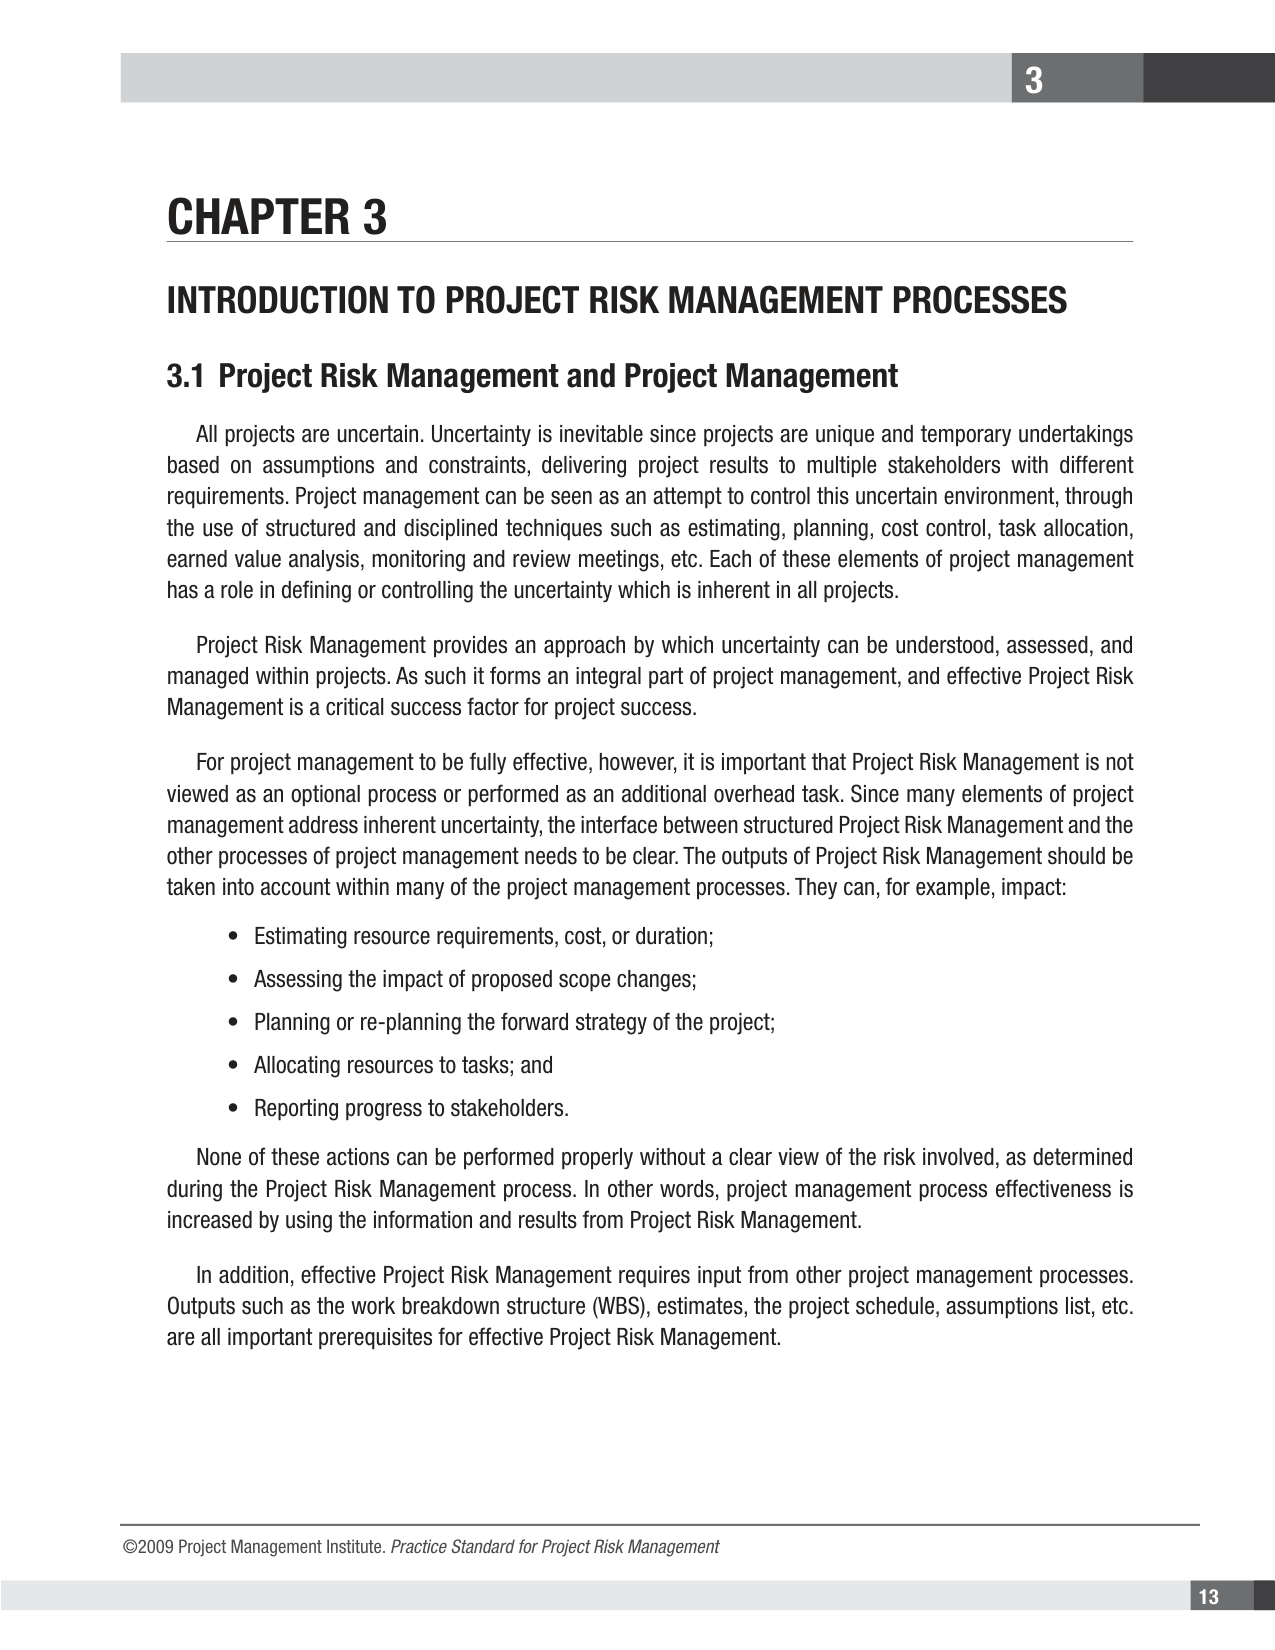 3
CHAPTER 3
INTRODUCTION TO PROJECT RISK MANAGEMENT PROCESSES
3.1 Project Risk Management and Project Management
All projects are uncertain. Uncertainty is inevitable since projects are unique and temporary undertakings
based on assumptions and constraints, delivering project results to multiple stakeholders with different
requirements. Project management can be seen as an attempt to control this uncertain environment, through
the use of structured and disciplined techniques such as estimating, planning, cost control, task allocation,
earned value analysis, monitoring and review meetings, etc. Each of these elements of project management
has a role in defining or controlling the uncertainty which is inherent in all projects.
Project Risk Management provides an approach by which uncertainty can be understood, assessed, and
managed within projects. As such it forms an integral part of project management, and effective Project Risk
Management is a critical success factor for project success.
For project management to be fully effective, however, it is important that Project Risk Management is not
viewed as an optional process or performed as an additional overhead task. Since many elements of project
management address inherent uncertainty, the interface between structured Project Risk Management and the
other processes of project management needs to be clear. The outputs of Project Risk Management should be
taken into account within many of the project management processes. They can, for example, impact:
• Estimating resource requirements, cost, or duration;
• Assessing the impact of proposed scope changes;
• Planning or re-planning the forward strategy of the project;
• Allocating resources to tasks; and
• Reporting progress to stakeholders.
None of these actions can be performed properly without a clear view of the risk involved, as determined
during the Project Risk Management process. In other words, project management process effectiveness is
increased by using the information and results from Project Risk Management.
In addition, effective Project Risk Management requires input from other project management processes.
Outputs such as the work breakdown structure (WBS), estimates, the project schedule, assumptions list, etc.
are all important prerequisites for effective Project Risk Management.
©2009 Project Management Institute. Practice Standard for Project Risk Management
13